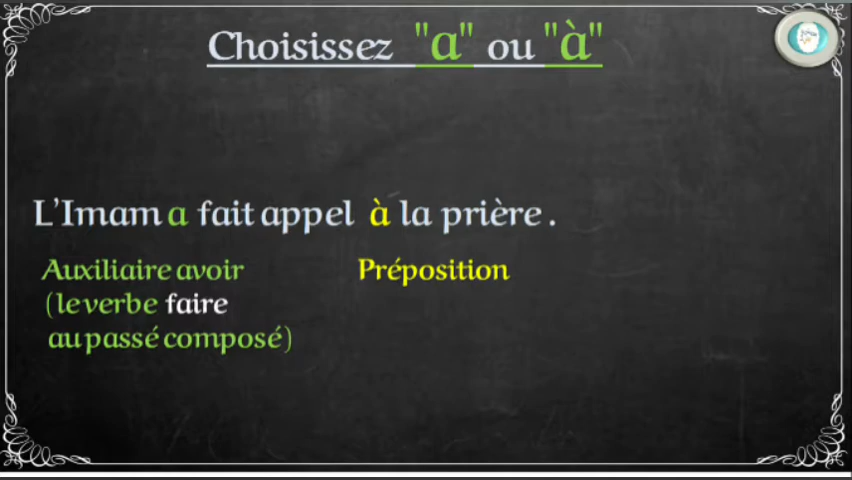 Choisissez "a" ou "à"
L'Imam a fait appel à la prière.
Auxiliaire avoir Préposition
(le verbe faire
au passé composé)